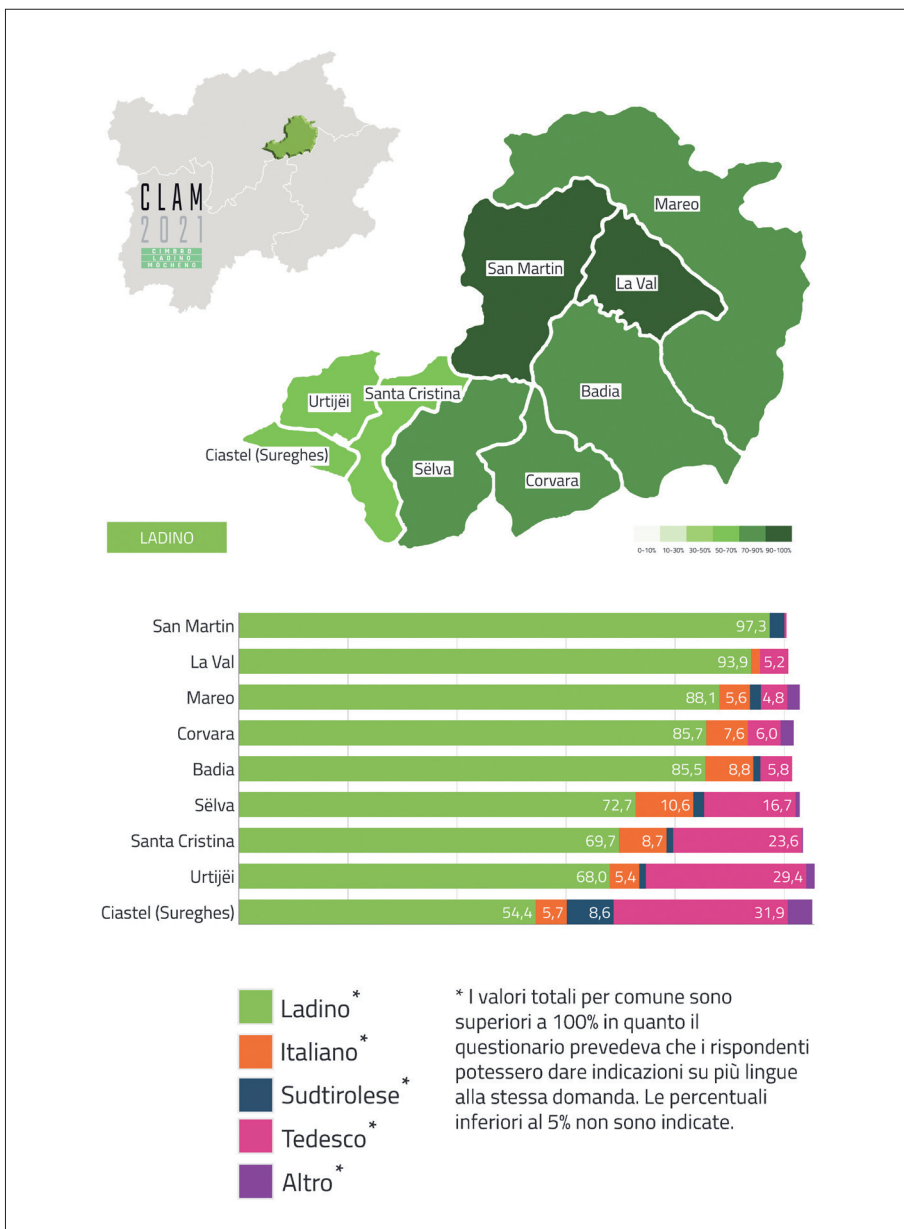 CLAM
2021
CIMBRO
LADINO
MÒCHENO
Mareo
San Martin
La Val
Urtijëi
Santa Cristina
Badia
Ciastel (Sureghes)
Sëlva
Corvara
LADINO
0-10% 10-30% 30-50% 50-70% 70-90% 90-100%
San Martin 97,3
La Val 93,9 5,2
Mareo 88,1 5,6 4,8
Corvara 85,7 7,6 6,0
Badia 85,5 8,8 5,8
Sëlva 72,7 10,6 16,7
Santa Cristina 69,7 8,7 23,6
Urtijëi 68,0 5,4 29,4
Ciastel (Sureghes) 54,4 5,7 8,6 31,9
Ladino*
Italiano*
Sudtirolese*
Tedesco*
Altro*
* I valori totali per comune sono
superiori a 100% in quanto il
questionario prevedeva che i rispondenti
potessero dare indicazioni su più lingue
alla stessa domanda. Le percentuali
inferiori al 5% non sono indicate.